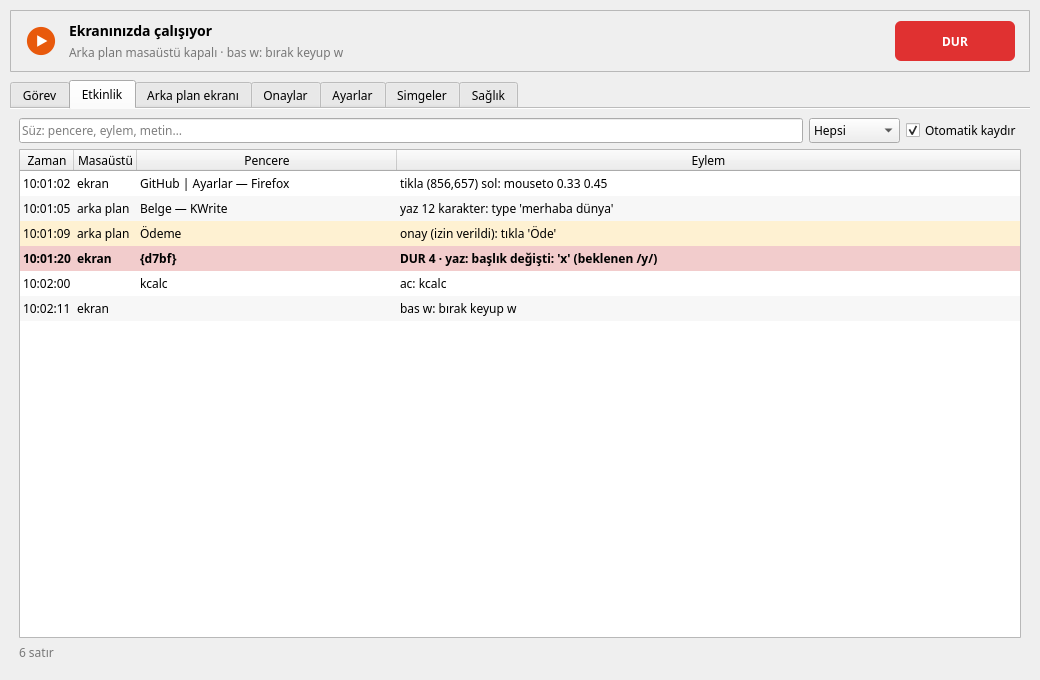 Ekranınızda çalışıyor
Arka plan masaüstü kapalı · bas w: bırak keyup w
DUR
Görev Etkinlik Arka plan ekranı Onaylar Ayarlar Simgeler Sağlık
Süz: pencere, eylem, metin... Hepsi Otomatik kaydır
Zaman Masaüstü Pencere Eylem
10:01:02 ekran GitHub | Ayarlar — Firefox tikla (856,657) sol: mouseto 0.33 0.45
10:01:05 arka plan Belge — KWrite yaz 12 karakter: type 'merhaba dünya'
10:01:09 arka plan Ödeme onay (izin verildi): tıkla 'Öde'
10:01:20 ekran {d7bf} DUR 4 · yaz: başlık değişti: 'x' (beklenen /y/)
10:02:00 kcalc ac: kcalc
10:02:11 ekran bas w: bırak keyup w
6 satır